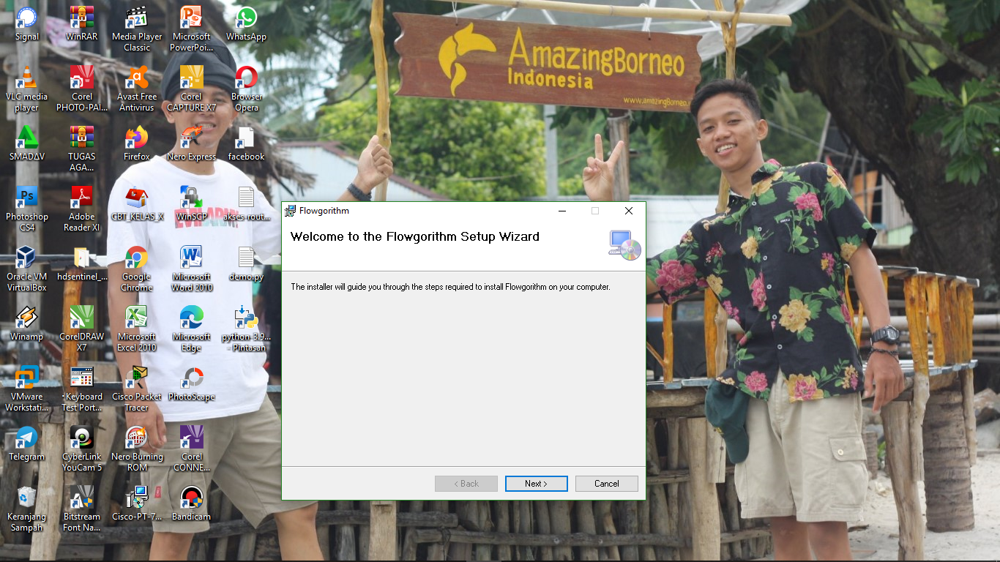 Signal
WinRAR
Media Player
Classic
Microsoft
PowerPoi...
WhatsApp
VLC media
player
Corel
PHOTO-PAI...
Avast Free
Antivirus
Corel
CAPTURE X7
Browser
Opera
SMADΔV
TUGAS
AGA...
Firefox
Nero Express
facebook
Photoshop
CS4
Adobe
Reader XI
CBT_KELAS_X
WinSCP
akses-rout...
Oracle VM
VirtualBox
hdsentinel_...
Google
Chrome
Microsoft
Word 2010
demo.py
Winamp
CorelDRAW
X7
Microsoft
Excel 2010
Microsoft
Edge
python-3.9...
- Pintasan
VMware
Workstati...
Keyboard
Test Port...
Cisco Packet
Tracer
PhotoScape
Telegram
CyberLink
YouCam 5
Nero Burning
ROM
Corel
CONNE...
Keranjang
Sampah
Bitstream
Font Na...
Cisco-PT-7...
Bandicam
AmazingBorneo
Indonesia
www.amazingBorneo
Flowgorithm
Welcome to the Flowgorithm Setup Wizard
The installer will guide you through the steps required to install Flowgorithm on your computer.
< Back
Next >
Cancel